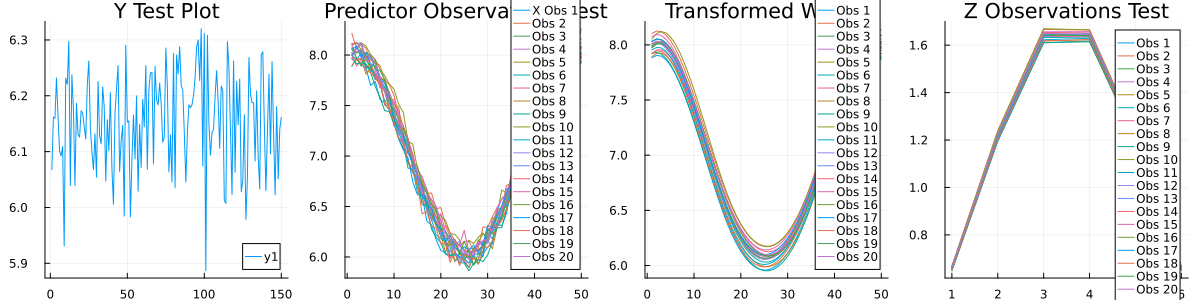 Y Test Plot
6.3
6.2
6.1
6.0
5.9
0
50
100
150
y1
Predictor Observa est
8.0
7.5
7.0
6.5
6.0
0
10
20
30
40
50
X Obs 1
Obs 2
Obs 3
Obs 4
Obs 5
Obs 6
Obs 7
Obs 8
Obs 9
Obs 10
Obs 11
Obs 12
Obs 13
Obs 14
Obs 15
Obs 16
Obs 17
Obs 18
Obs 19
Obs 20
Transformed W
8.0
7.5
7.0
6.5
6.0
0
10
20
30
40
50
Obs 1
Obs 2
Obs 3
Obs 4
Obs 5
Obs 6
Obs 7
Obs 8
Obs 9
Obs 10
Obs 11
Obs 12
Obs 13
Obs 14
Obs 15
Obs 16
Obs 17
Obs 18
Obs 19
Obs 20
Z Observations Test
1.6
1.4
1.2
1.0
0.8
1
2
3
4
Obs 1
Obs 2
Obs 3
Obs 4
Obs 5
Obs 6
Obs 7
Obs 8
Obs 9
Obs 10
Obs 11
Obs 12
Obs 13
Obs 14
Obs 15
Obs 16
Obs 17
Obs 18
Obs 19
Obs 20